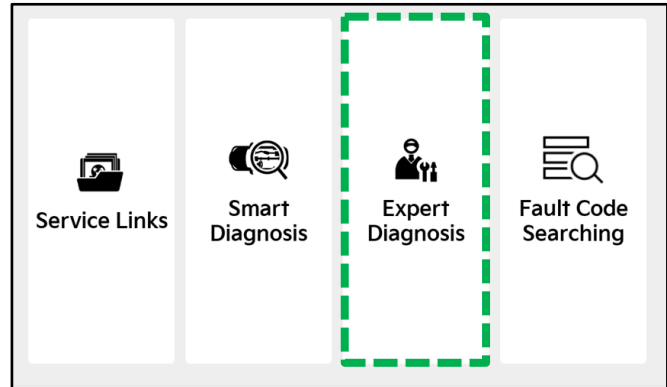 Service Links
Smart
Diagnosis
Expert
Diagnosis
Fault Code
Searching